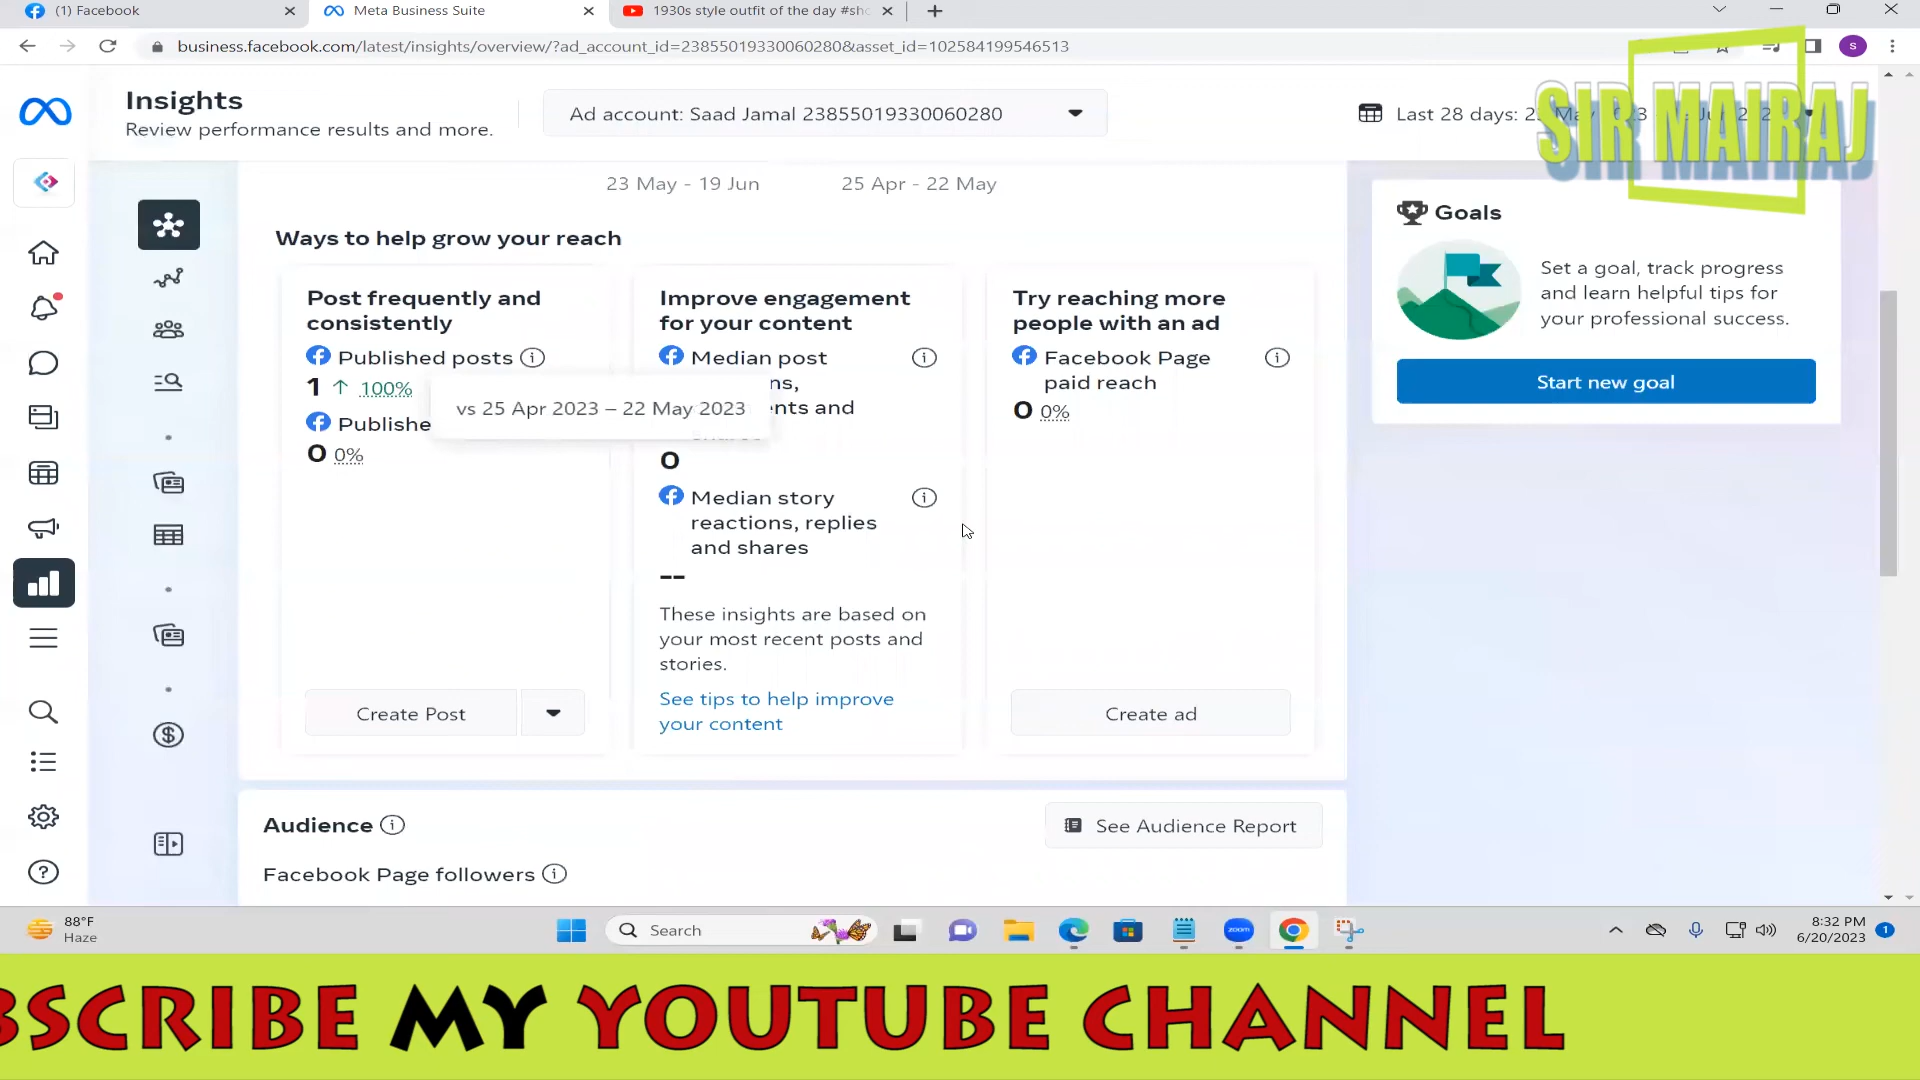 (1) Facebook
Meta Business Suite
1930s style outfit of the day #sho
business.facebook.com/latest/insights/overview/?ad_account_id=23855019330060280&asset_id=102584199546513
S
Insights
Review performance results and more.
Ad account: Saad Jamal 23855019330060280
Last 28 days: 2
SIR MAIRAJ
23 May - 19 Jun
25 Apr - 22 May
Ways to help grow your reach
Post frequently and
consistently
Published posts
1 ↑ 100%
Publishe
0 0%
vs 25 Apr 2023 – 22 May 2023
Improve engagement
for your content
Median post
ns,
ents and
0
Median story
reactions, replies
and shares
--
These insights are based on
your most recent posts and
stories.
See tips to help improve
your content
Try reaching more
people with an ad
Facebook Page
paid reach
0 0%
Create Post
Create ad
Goals
Set a goal, track progress
and learn helpful tips for
your professional success.
Start new goal
Audience
See Audience Report
Facebook Page followers
88°F
Haze
Search
zoom
8:32 PM
6/20/2023
1
BSCRIBE MY YOUTUBE CHANNEL